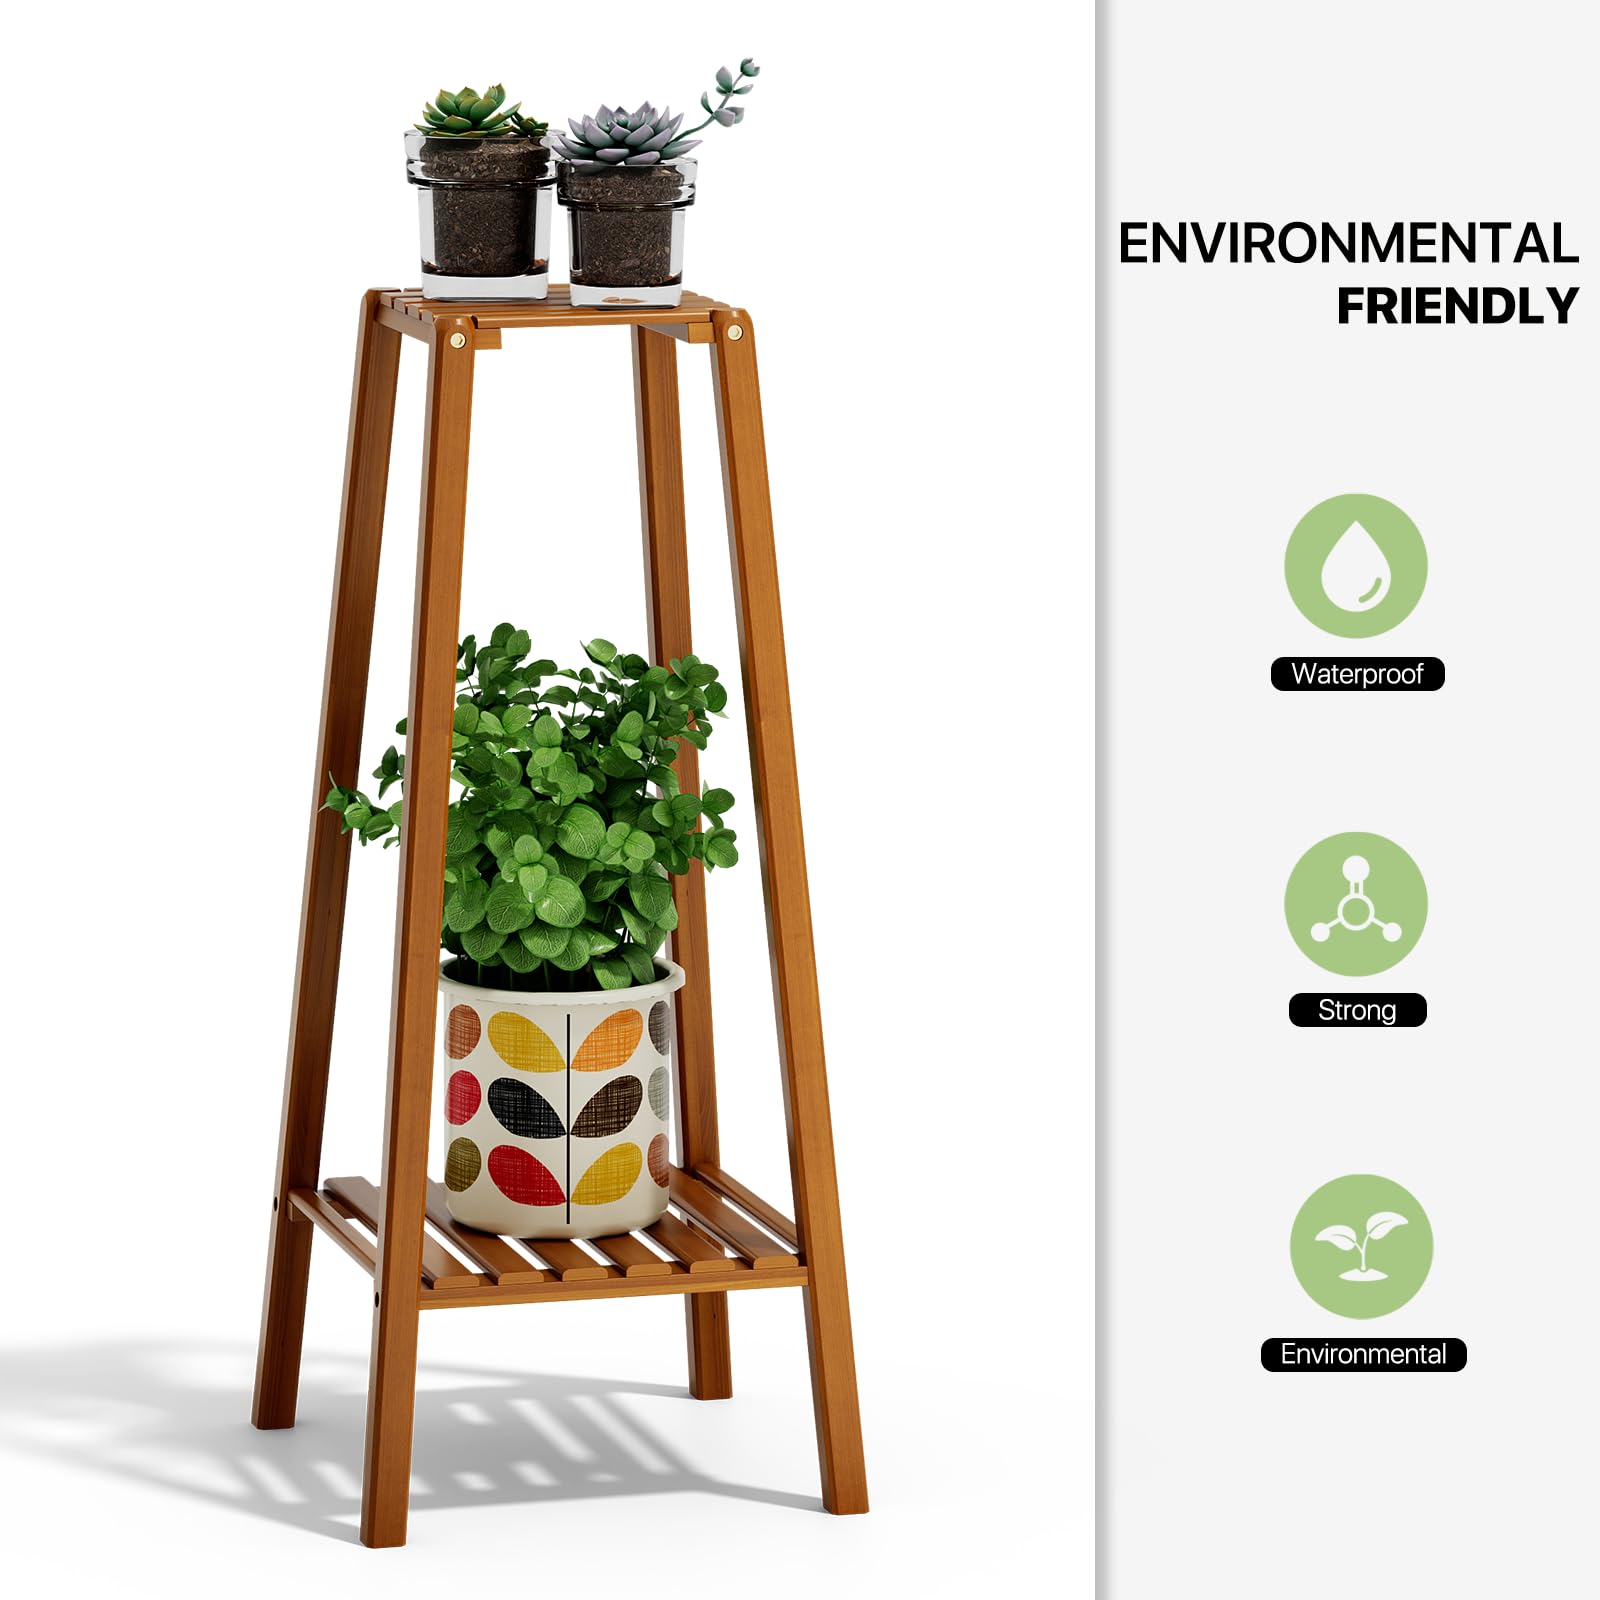 ENVIRONMENTAL
FRIENDLY
Waterproof
Strong
Environmental